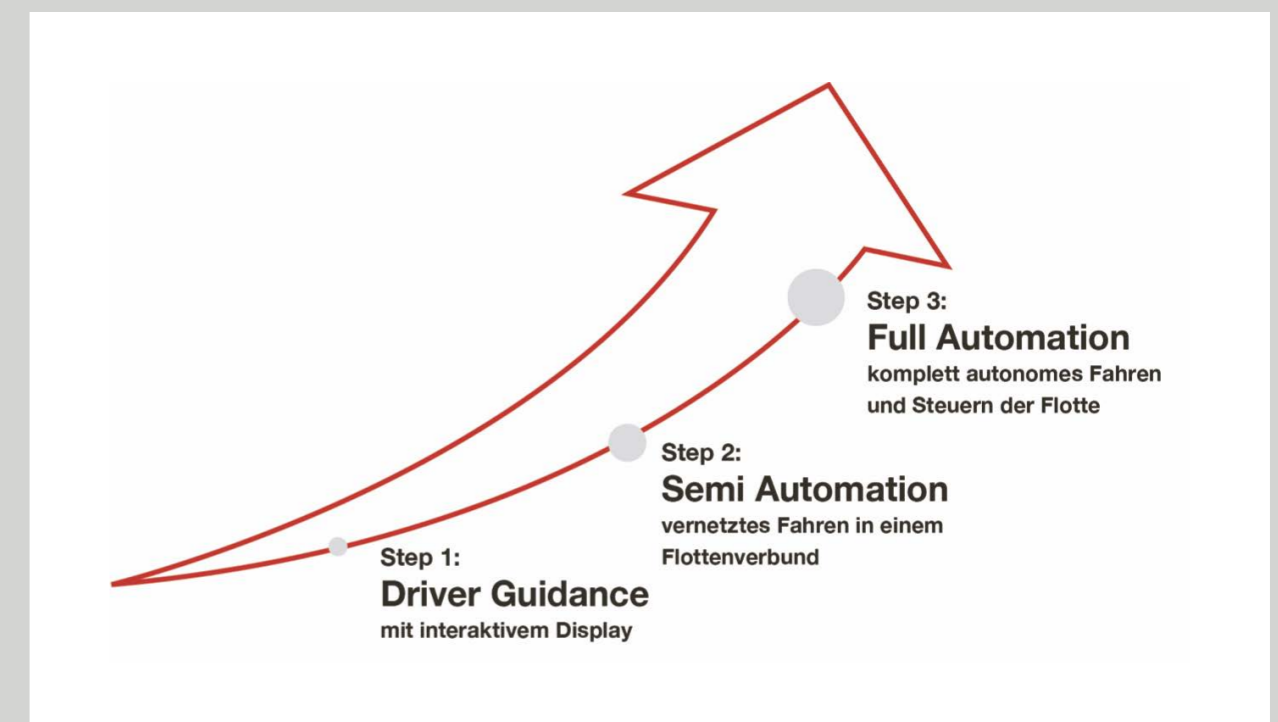 Step 3:
Full Automation
komplett autonomes Fahren
und Steuern der Flotte
Step 2:
Semi Automation
vernetztes Fahren in einem
Flottenverbund
Step 1:
Driver Guidance
mit interaktivem Display